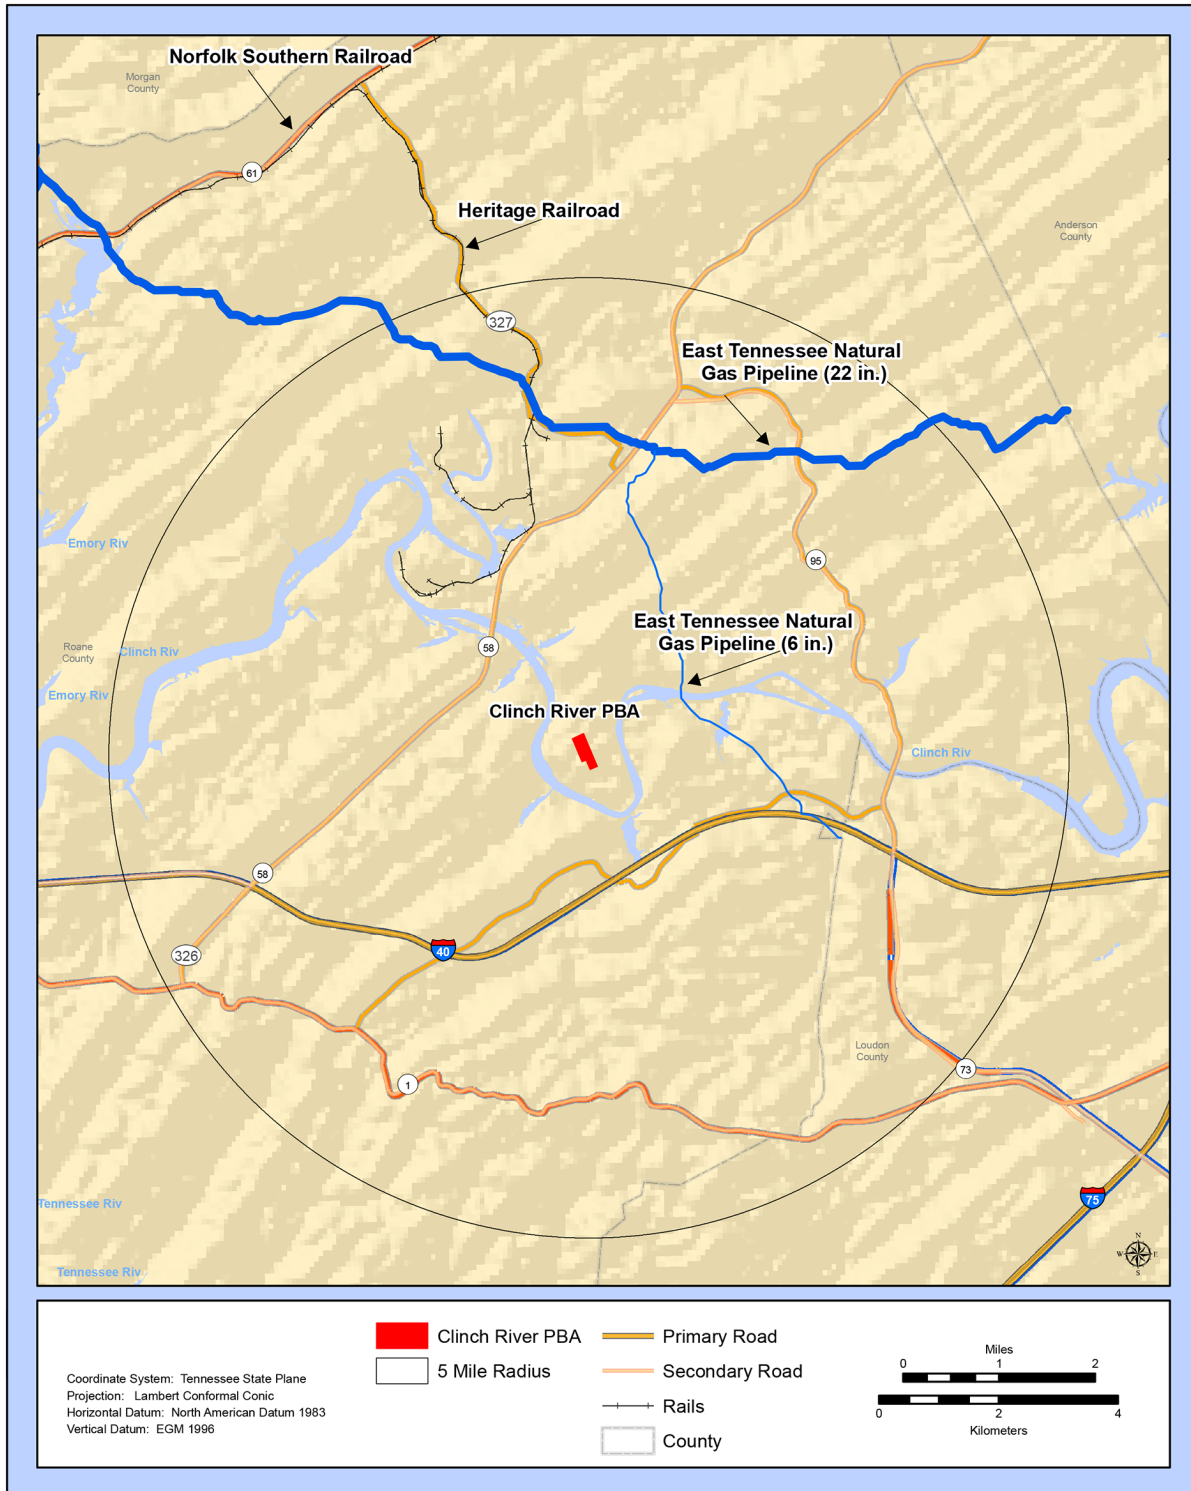 Norfolk Southern Railroad
Morgan
County
61
Heritage Railroad
Anderson
County
327
East Tennessee Natural
Gas Pipeline (22 in.)
Emory Riv
95
East Tennessee Natural
Gas Pipeline (6 in.)
Roane
County
Clinch Riv
58
Emory Riv
Clinch River PBA
Clinch Riv
58
326
40
Loudon
County
73
1
75
Tennessee Riv
Tennessee Riv
N
W E
S
Clinch River PBA
5 Mile Radius
Primary Road
Secondary Road
Rails
County
Coordinate System: Tennessee State Plane
Projection: Lambert Conformal Conic
Horizontal Datum: North American Datum 1983
Vertical Datum: EGM 1996
Miles
0 1 2
0 2 4
Kilometers